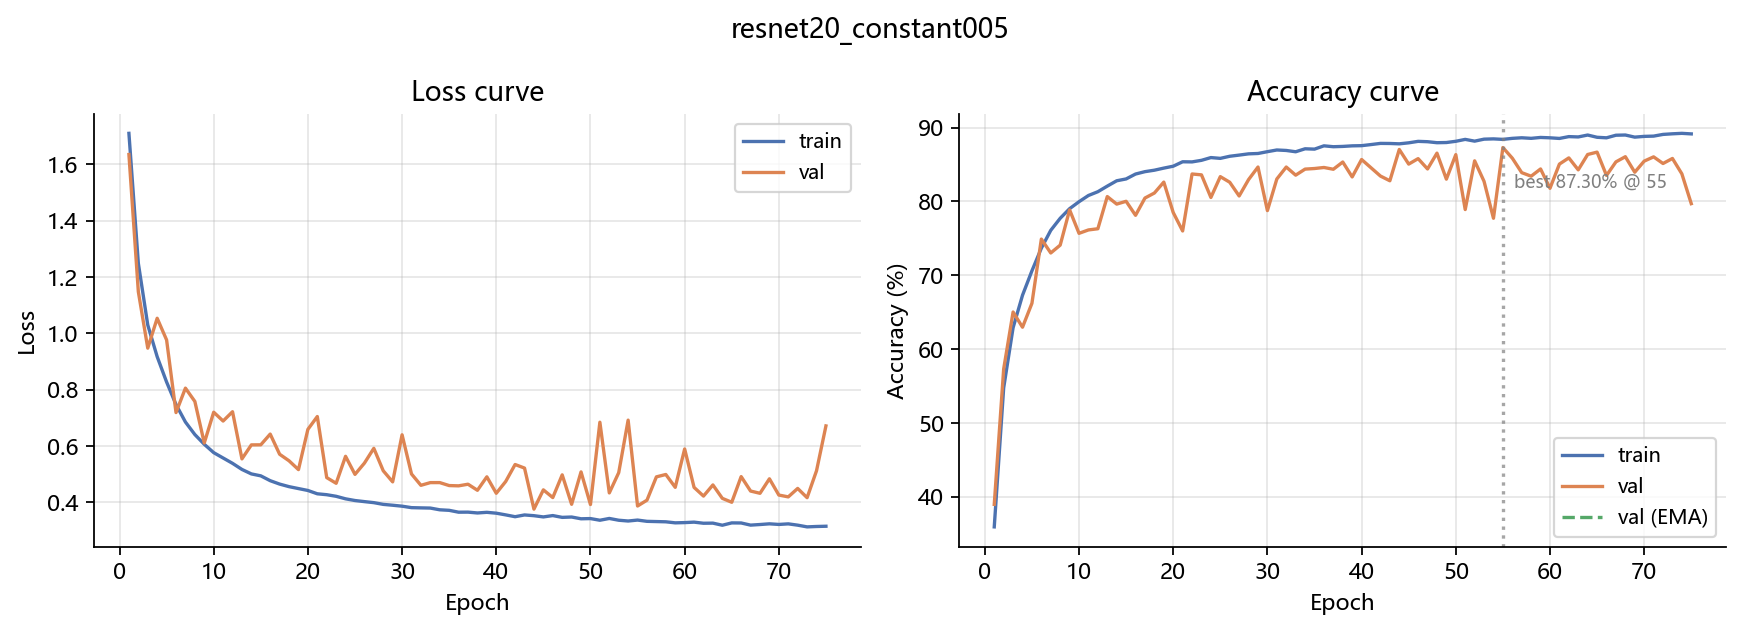 resnet20_constant005
Loss curve
Loss
1.6
1.4
1.2
1.0
0.8
0.6
0.4
0 10 20 30 40 50 60 70
Epoch
train
val
Accuracy curve
Accuracy (%)
90
80
70
60
50
40
0 10 20 30 40 50 60 70
Epoch
best 87.30% @ 55
train
val
val (EMA)